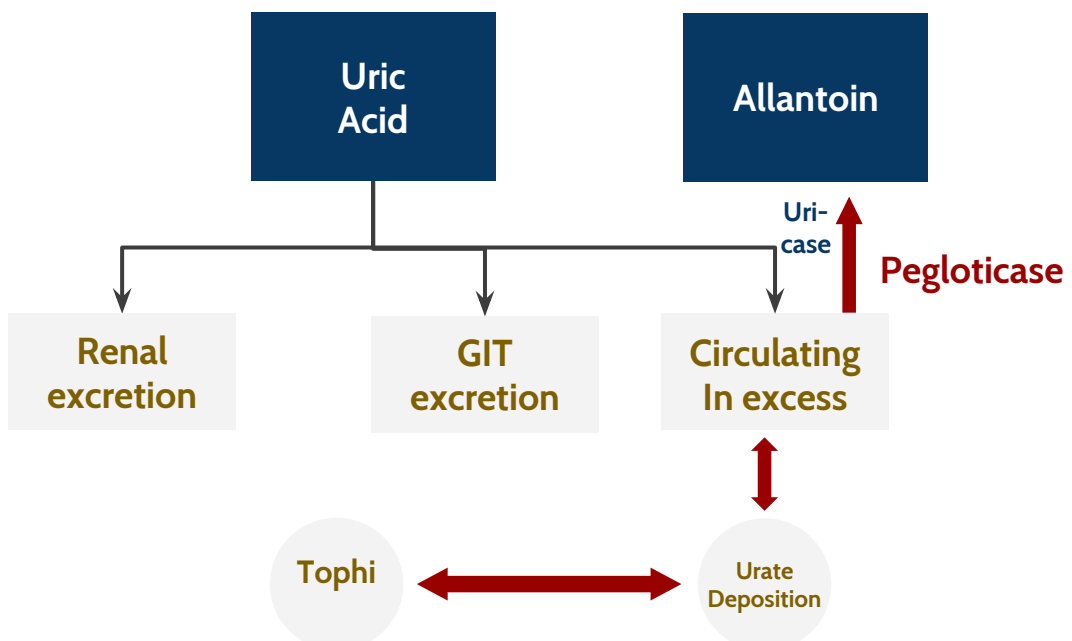 Uric
Acid
Allantoin
Uri-
case
Pegloticase
Renal
excretion
GIT
excretion
Circulating
In excess
Tophi
Urate
Deposition